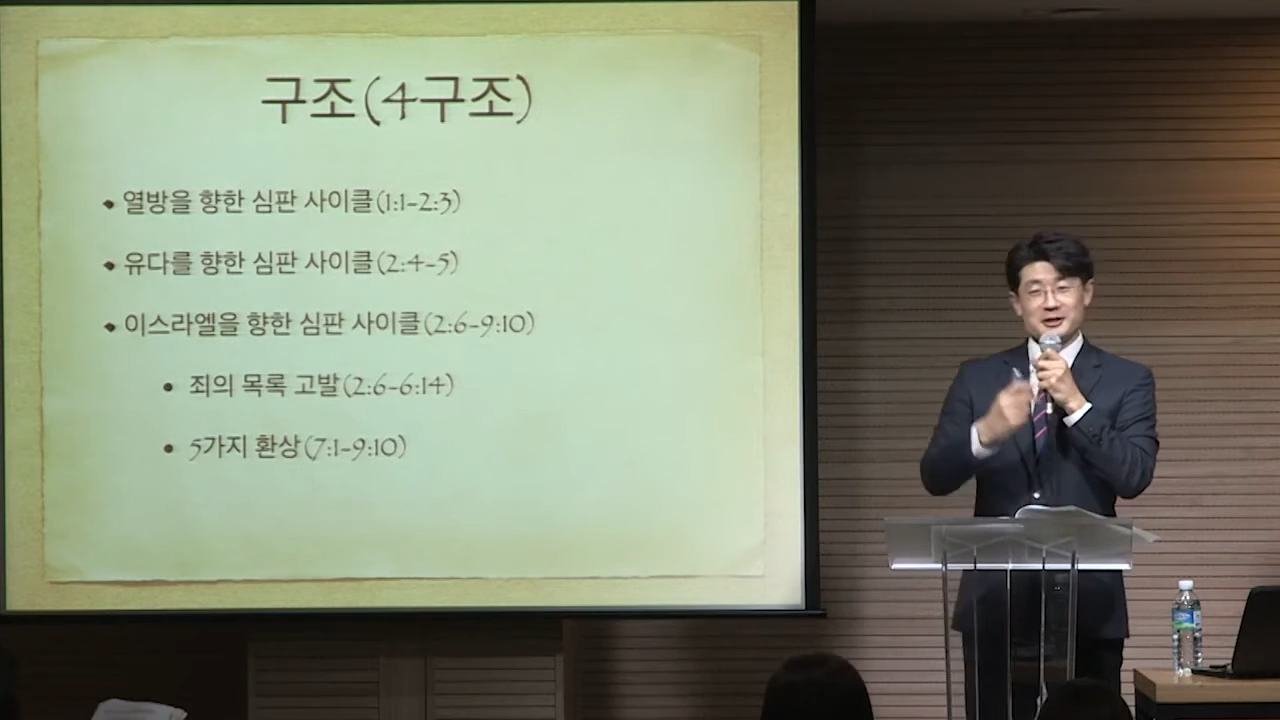 구조(4구조)
열방을 향한 심판 사이클(1:1-2:3)
유다를 향한 심판 사이클(2:4-5)
이스라엘을 향한 심판 사이클(2:6-9:10)
죄의 목록 고발(2:6-6:14)
5가지 환상(7:1-9:10)